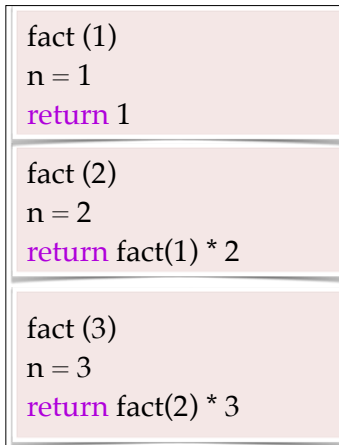 fact (1)
n = 1
return 1
fact (2)
n = 2
return fact(1) * 2
fact (3)
n = 3
return fact(2) * 3